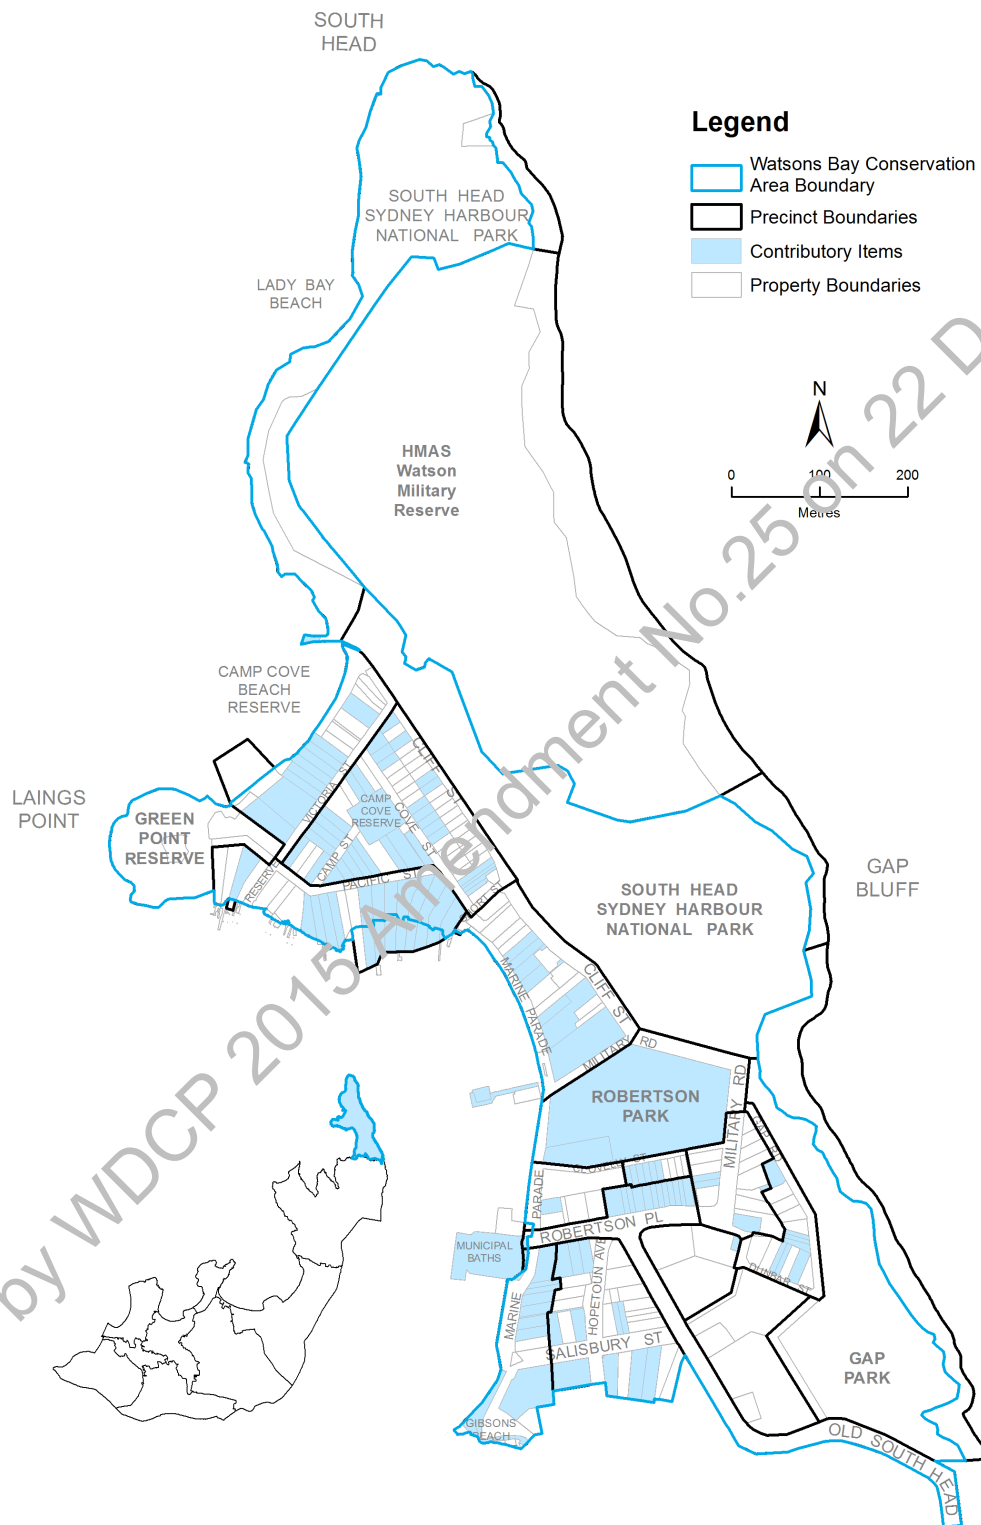 SOUTH
HEAD
Legend
Watsons Bay Conservation
Area Boundary
Precinct Boundaries
Contributory Items
Property Boundaries
SOUTH HEAD
SYDNEY HARBOUR
NATIONAL PARK
LADY BAY
BEACH
N
0 100 200
Metres
HMAS
Watson
Military
Reserve
CAMP COVE
BEACH
RESERVE
LAINGS
POINT
GREEN
POINT
RESERVE
CLIFF ST
VICTORIA ST
CAMP
COVE
RESERVE
COVE ST
CAMP ST
PACIFIC ST
RESERVE
SHORT ST
GAP
BLUFF
SOUTH HEAD
SYDNEY HARBOUR
NATIONAL PARK
MARINE PARADE
CLIFF ST
MILITARY RD
ROBERTSON
PARK
MILITARY RD
GAP RD
PARADE
ROBERTSON PL
MUNICIPAL
BATHS
HOPETOUN AVE
DUNBAR ST
MARINE
SALISBURY ST
GAP
PARK
GIBSONS
BEACH
OLD SOUTH HEAD
by WDCP 2015 Amendment No.25 on 22 D